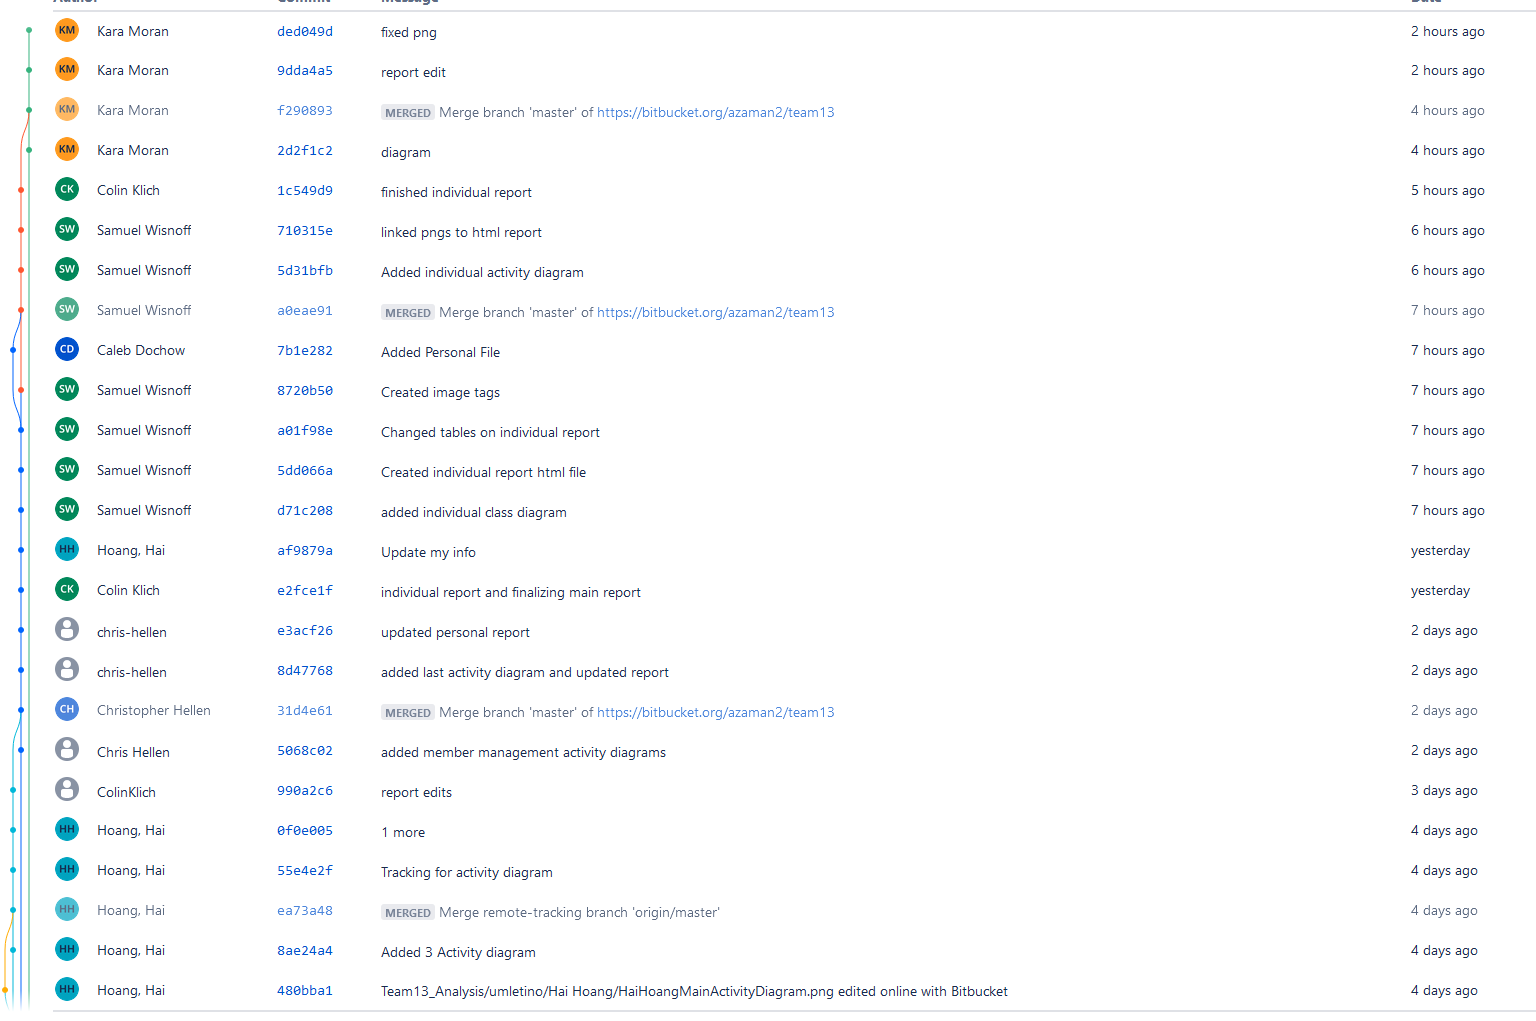 Author Commit Message Date
KM Kara Moran ded049d fixed png 2 hours ago
KM Kara Moran 9dda4a5 report edit 2 hours ago
KM Kara Moran f290893 MERGED Merge branch 'master' of https://bitbucket.org/azaman2/team13 4 hours ago
KM Kara Moran 2d2f1c2 diagram 4 hours ago
CK Colin Klich 1c549d9 finished individual report 5 hours ago
SW Samuel Wisnoff 710315e linked pngs to html report 6 hours ago
SW Samuel Wisnoff 5d31bfb Added individual activity diagram 6 hours ago
SW Samuel Wisnoff a0eae91 MERGED Merge branch 'master' of https://bitbucket.org/azaman2/team13 7 hours ago
CD Caleb Dochow 7b1e282 Added Personal File 7 hours ago
SW Samuel Wisnoff 8720b50 Created image tags 7 hours ago
SW Samuel Wisnoff a01f98e Changed tables on individual report 7 hours ago
SW Samuel Wisnoff 5dd066a Created individual report html file 7 hours ago
SW Samuel Wisnoff d71c208 added individual class diagram 7 hours ago
HH Hoang, Hai af9879a Update my info yesterday
CK Colin Klich e2fce1f individual report and finalizing main report yesterday
chris-hellen e3acf26 updated personal report 2 days ago
chris-hellen 8d47768 added last activity diagram and updated report 2 days ago
CH Christopher Hellen 31d4e61 MERGED Merge branch 'master' of https://bitbucket.org/azaman2/team13 2 days ago
Chris Hellen 5068c02 added member management activity diagrams 2 days ago
ColinKlich 990a2c6 report edits 3 days ago
HH Hoang, Hai 0f0e005 1 more 4 days ago
HH Hoang, Hai 55e4e2f Tracking for activity diagram 4 days ago
HH Hoang, Hai ea73a48 MERGED Merge remote-tracking branch 'origin/master' 4 days ago
HH Hoang, Hai 8ae24a4 Added 3 Activity diagram 4 days ago
HH Hoang, Hai 480bba1 Team13_Analysis/umletino/Hai Hoang/HaiHoangMainActivityDiagram.png edited online with Bitbucket 4 days ago